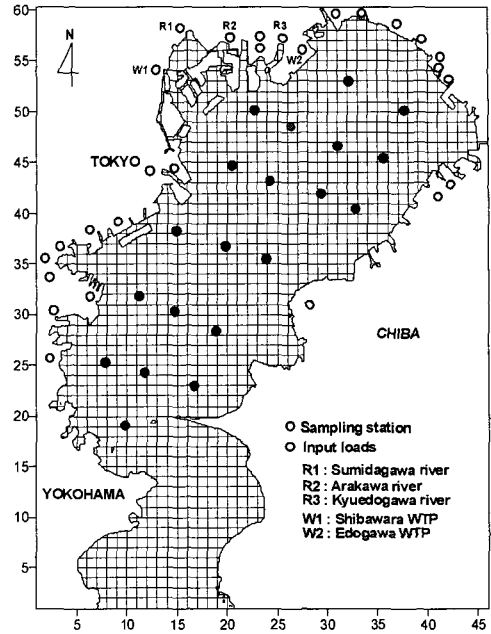 60
55
50
45
40
35
30
25
20
15
10
5
N
R1
R2
R3
W1
W2
TOKYO
CHIBA
YOKOHAMA
Sampling station
Input loads
R1 : Sumidagawa river
R2 : Arakawa river
R3 : Kyuedogawa river
W1 : Shibawara WTP
W2 : Edogawa WTP
5 10 15 20 25 30 35 40 45